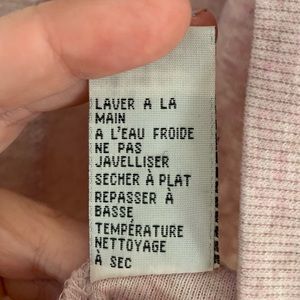 LAVER A LA
MAIN
A L'EAU FROIDE
NE PAS
JAVELLISER
SECHER À PLAT
REPASSER À
BASSE
TEMPÉRATURE
NETTOYAGE
À SEC